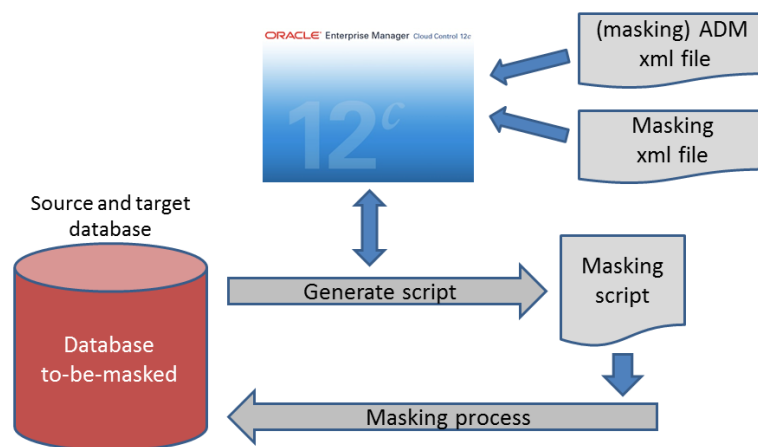 ORACLE Enterprise Manager Cloud Control 12c
12c
(masking) ADM
xml file
Masking
xml file
Source and target
database
Generate script
Masking
script
Database
to-be-masked
Masking process